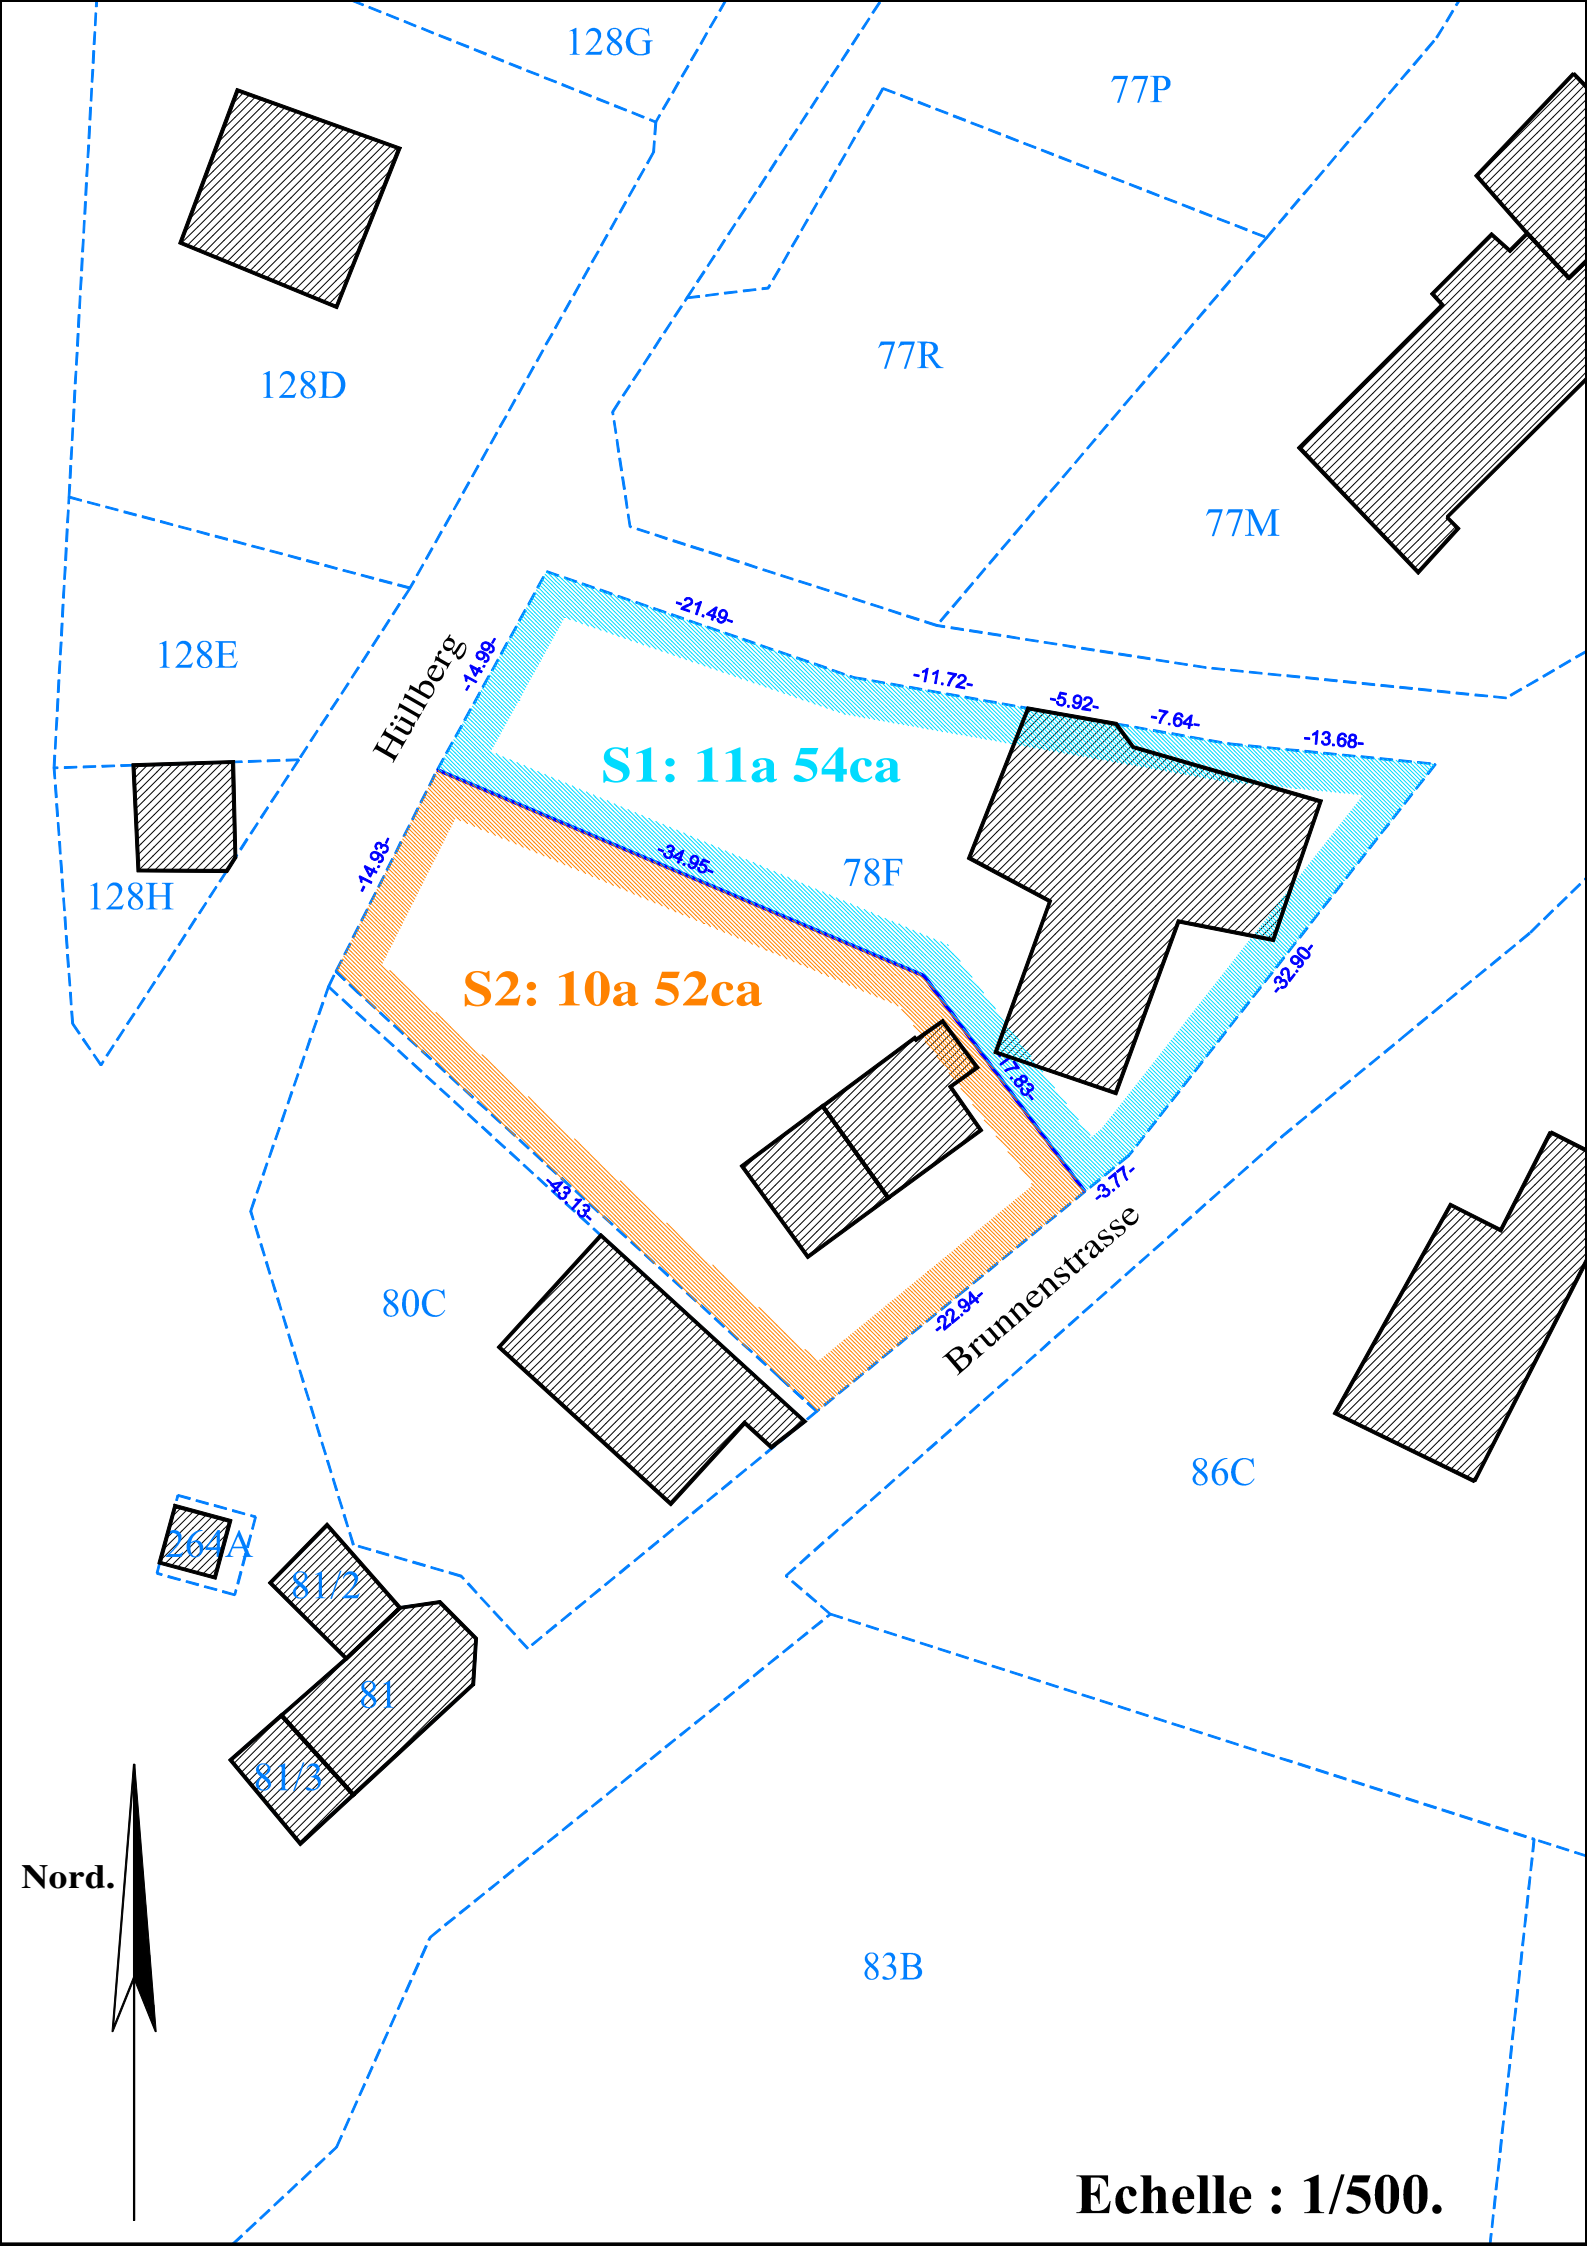 128G
77P
77R
128D
77M
-21.49-
Hüllberg
-14.99-
128E
-11.72-
-5.92-
-7.64-
-13.68-
S1: 11a 54ca
-34.95-
78F
-14.93-
128H
-32.90-
S2: 10a 52ca
-17.83-
-3.77-
-43.13-
Brunnenstrasse
-22.94-
80C
86C
264A
81/2
81
81/3
Nord.
83B
Echelle : 1/500.